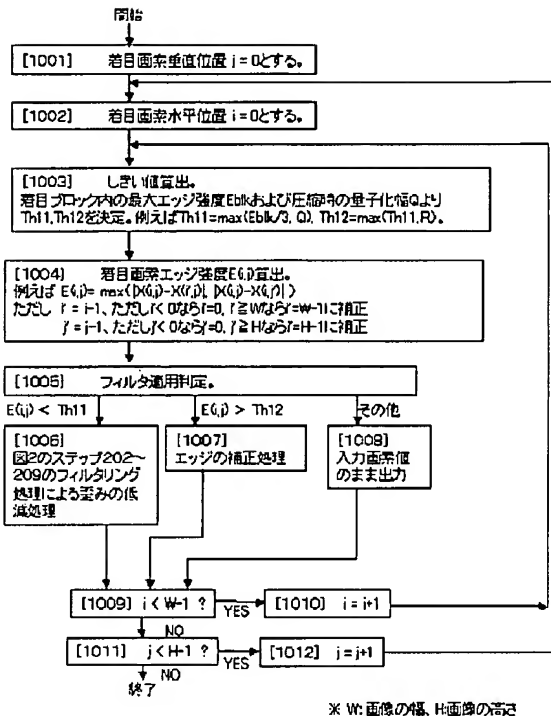 開始
[1001] 着目画素垂直位置 j = 0とする。
[1002] 着目画素水平位置 i = 0とする。
[1003] しきい値算出。
着目ブロック内の最大エッジ強度Eblkおよび圧縮時の量子化幅Qより
Th11,Th12を決定。例えばTh11=max(Eblk/3, Q), Th12=max(Th11,R)。
[1004] 着目画素エッジ強度E(i,j)算出。
例えば E(i,j)= max( |X(i,j)-X(i',j)|, |X(i,j)-X(i,j')| )
ただし i' = i-1、ただしi'< 0ならi'=0, i' ≧Wならi'=W-1に補正
j' = j-1、ただしj'< 0ならj'=0, j' ≧Hならj'=H-1に補正
[1005] フィルタ適用判定。
E(i,j) < Th11
E(i,j) > Th12
その他
[1006]
図2のステップ202~
209のフィルタリング
処理による歪みの低
減処理
[1007]
エッジの補正処理
[1008]
入力画素値
のまま出力
[1009] i < W-1 ?
YES
[1010] i = i+1
NO
[1011] j < H-1 ?
YES
[1012] j = j+1
NO
終了
※ W: 画像の幅、H:画像の高さ